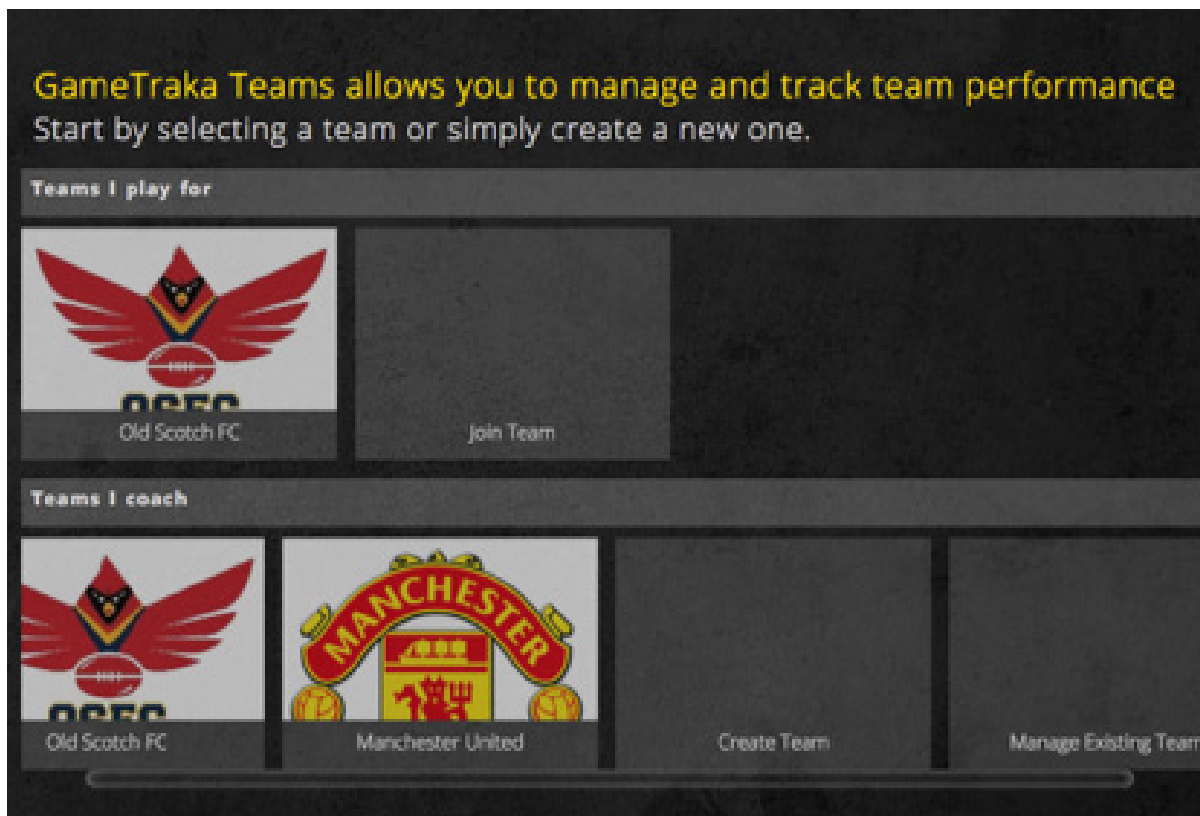 GameTraka Teams allows you to manage and track team performance
Start by selecting a team or simply create a new one.
Teams I play for
OSFC
Old Scotch FC
Join Team
Teams I coach
OSFC
Old Scotch FC
MANCHESTER
Manchester United
Create Team
Manage Existing Team